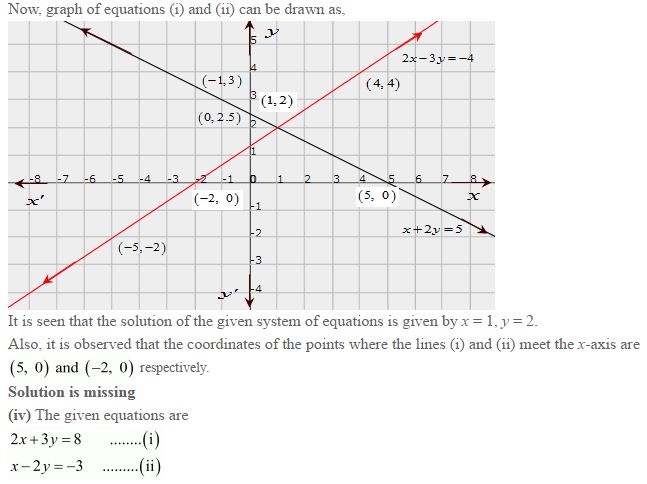 Now, graph of equations (i) and (ii) can be drawn as,
y
5
2x−3y=−4
4
(−1,3)
(4,4)
3
(1,2)
(0,2.5)
2
1
-8 -7 -6 -5 -4 -3 -2 -1 0 1 2 3 4 5 6 7 8
x′
(−2, 0)
(5, 0)
x
-1
x+2y=5
-2
(−5,−2)
-3
y′
-4
It is seen that the solution of the given system of equations is given by x = 1, y = 2.
Also, it is observed that the coordinates of the points where the lines (i) and (ii) meet the x-axis are
(5, 0) and (−2, 0) respectively.
Solution is missing
(iv) The given equations are
2x+3y=8 ........(i)
x−2y=−3 .........(ii)